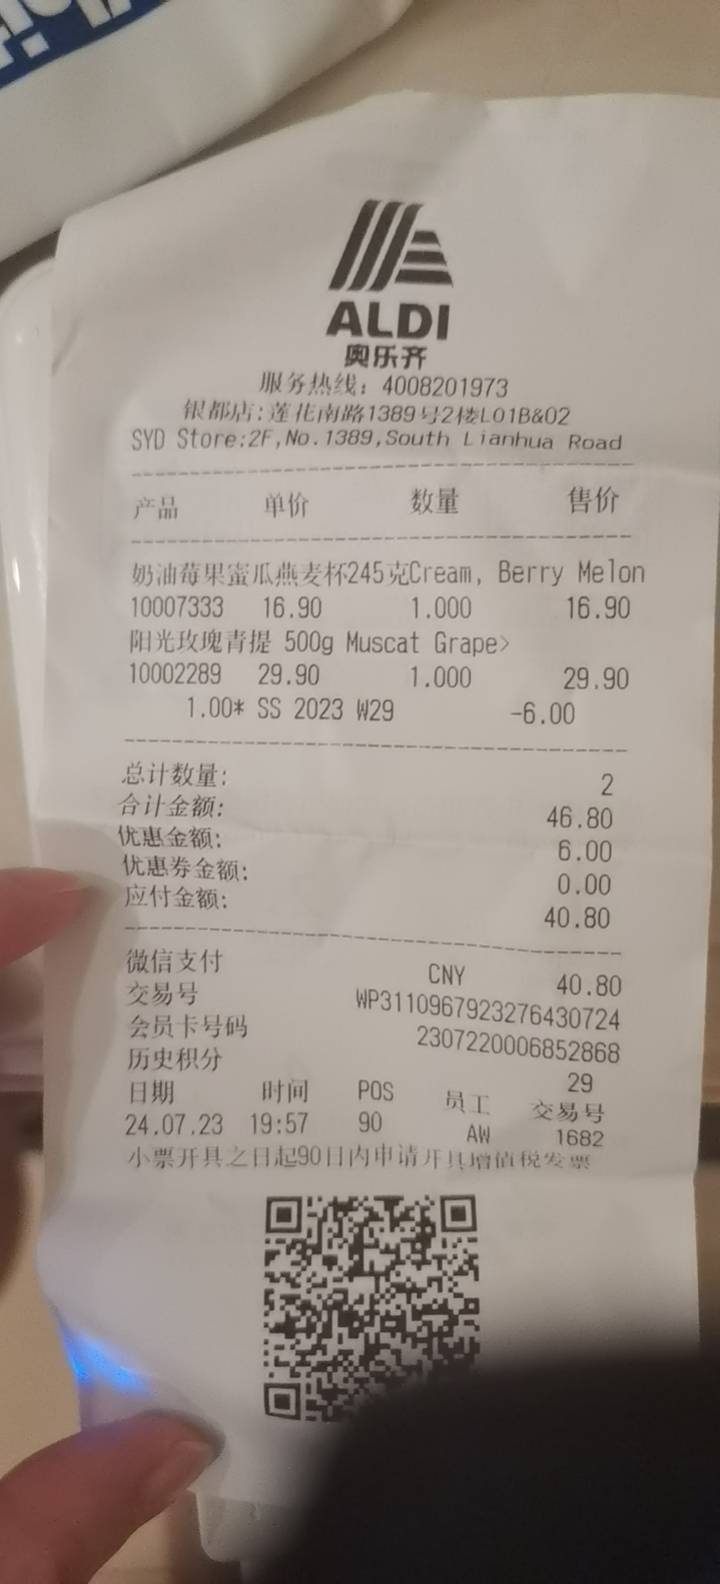 ALDI
奥乐齐
服务热线: 4008201973
银都店:莲花南路1389号2楼L01B&02
SYD Store:2F,No.1389,South Lianhua Road
产品 单价 数量 售价
奶油莓果蜜瓜燕麦杯245克Cream, Berry Melon
10007333 16.90 1.000 16.90
阳光玫瑰青提 500g Muscat Grape>
10002289 29.90 1.000 29.90
1.00* SS 2023 W29 -6.00
总计数量: 2
合计金额: 46.80
优惠金额: 6.00
优惠券金额: 0.00
应付金额: 40.80
微信支付 CNY 40.80
交易号 WP3110967923276430724
会员卡号码 2307220006852868
历史积分 29
日期 时间 POS 员工 交易号
24.07.23 19:57 90 AW 1682
小票开具之日起90日内申请开具增值税发票